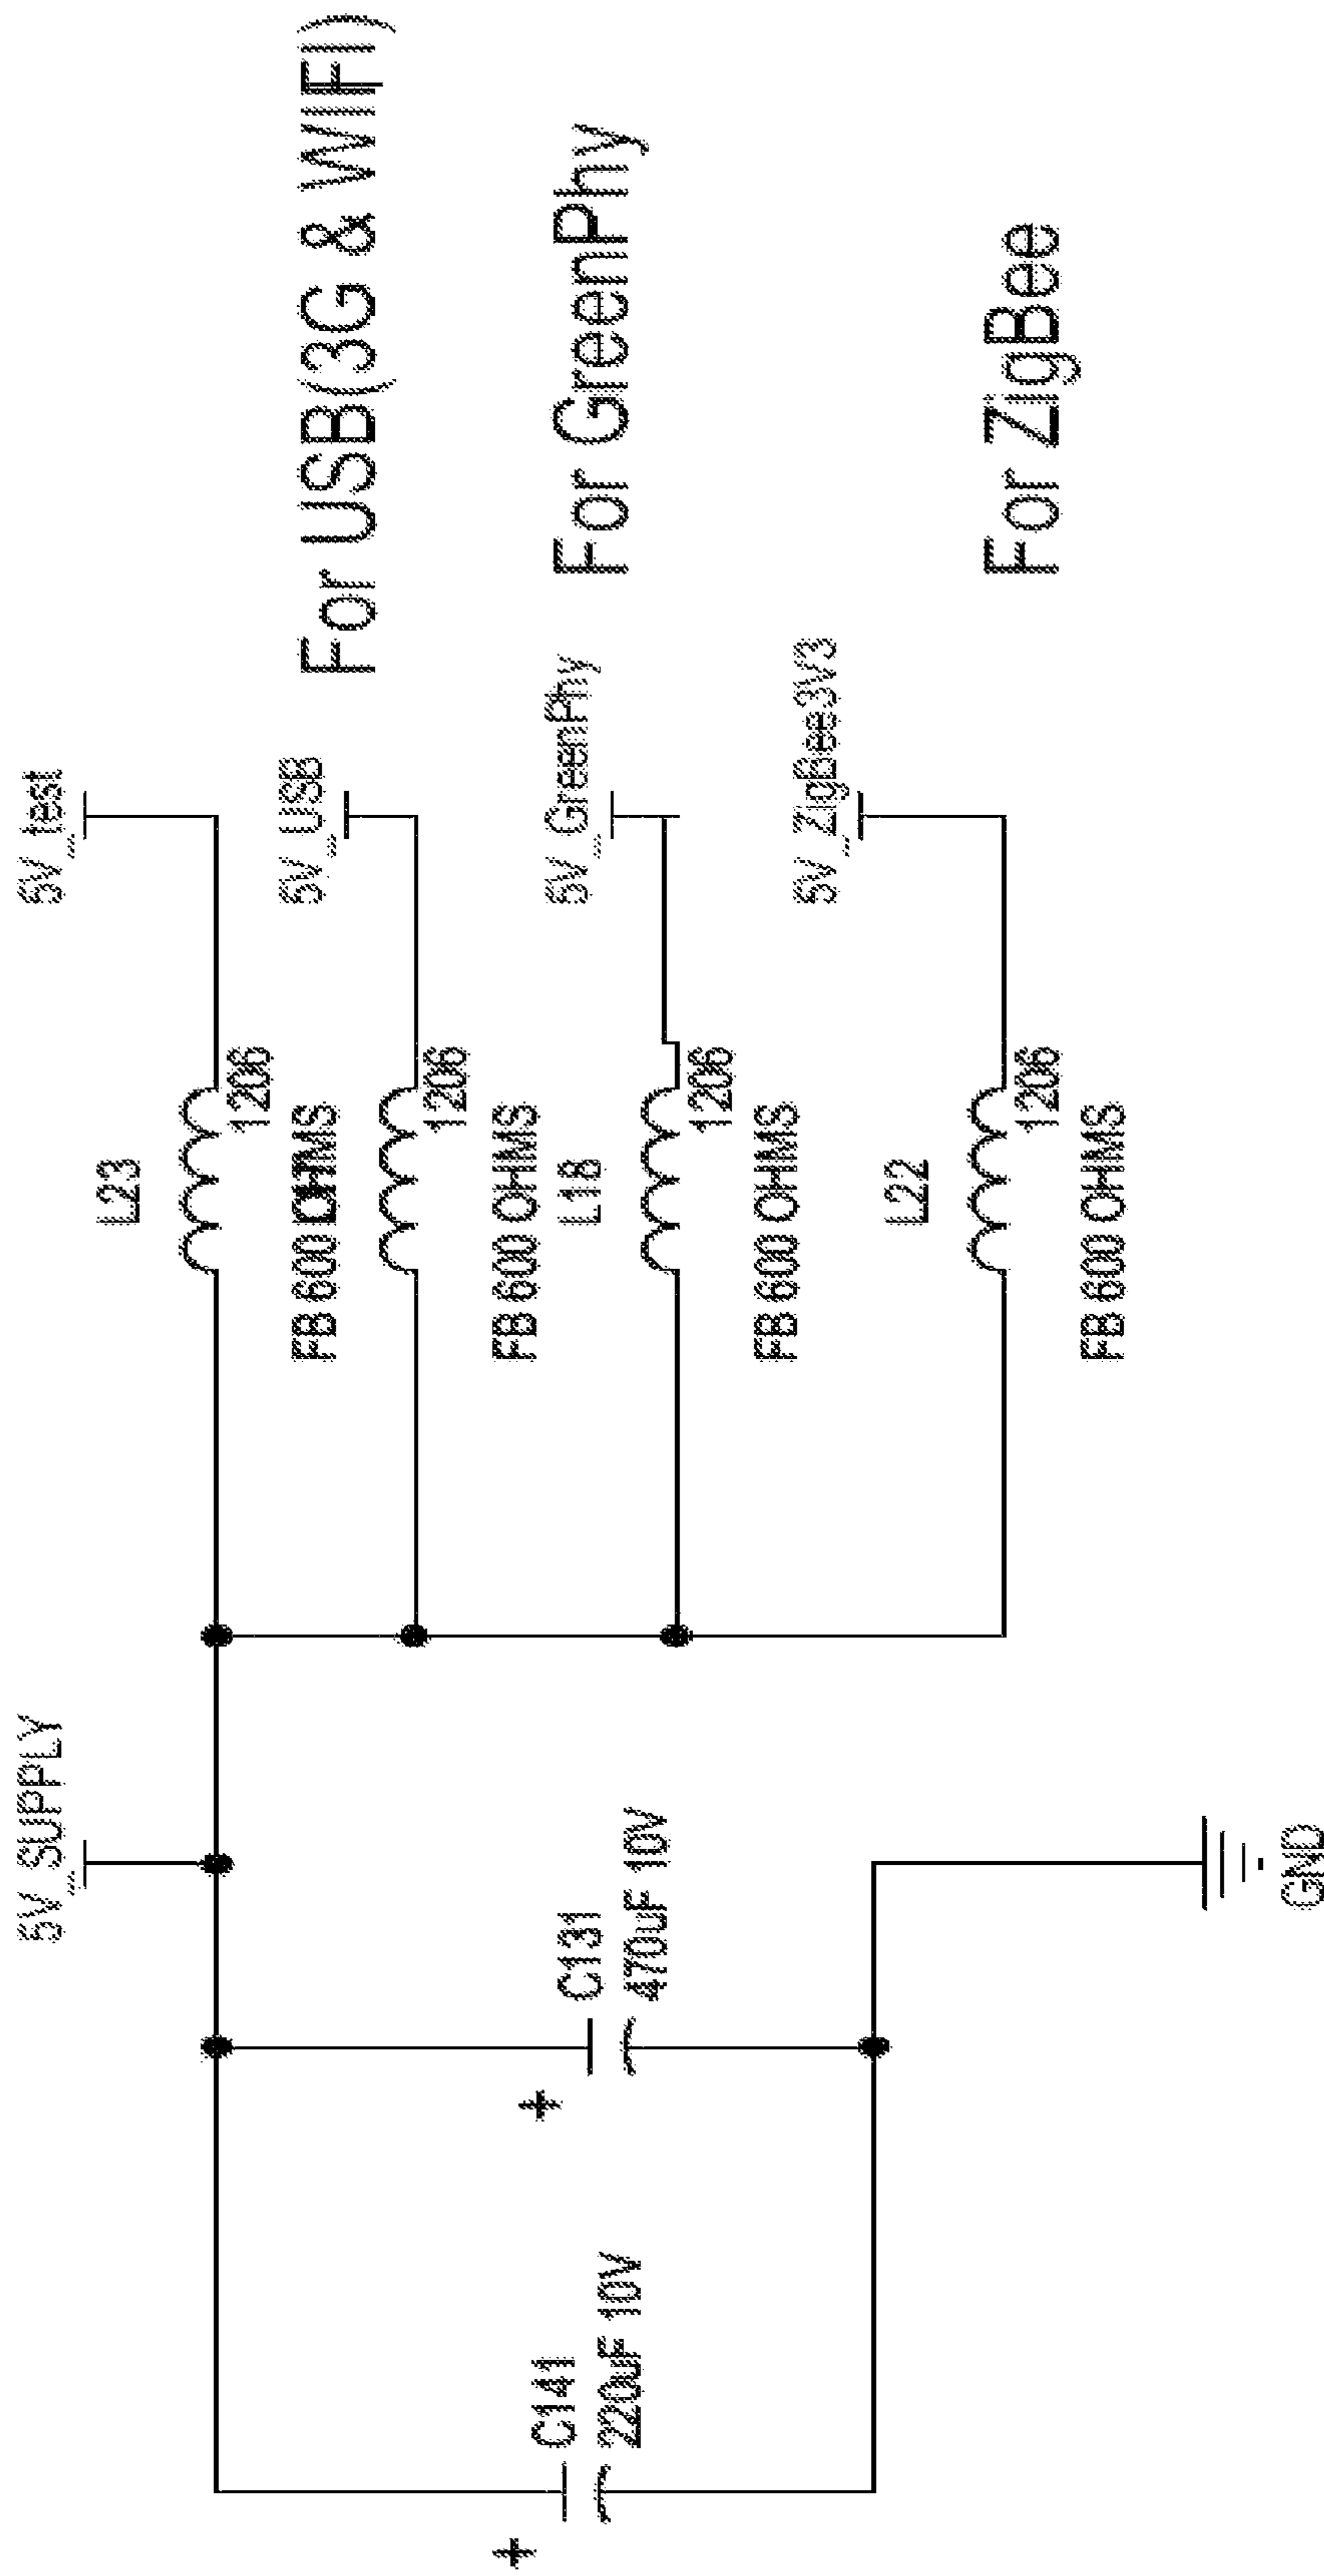 5V_SUPPLY
5V_test
L23
1206
FB 600 OHMS
5V_USB
For USB(3G & WIFI)
1206
FB 600 OHMS
5V_GreenPhy
For GreenPhy
L18
1206
FB 600 OHMS
5V_ZigBee3V3
For ZigBee
L22
1206
FB 600 OHMS
+
C141
220uF 10V
+
C131
470uF 10V
GND